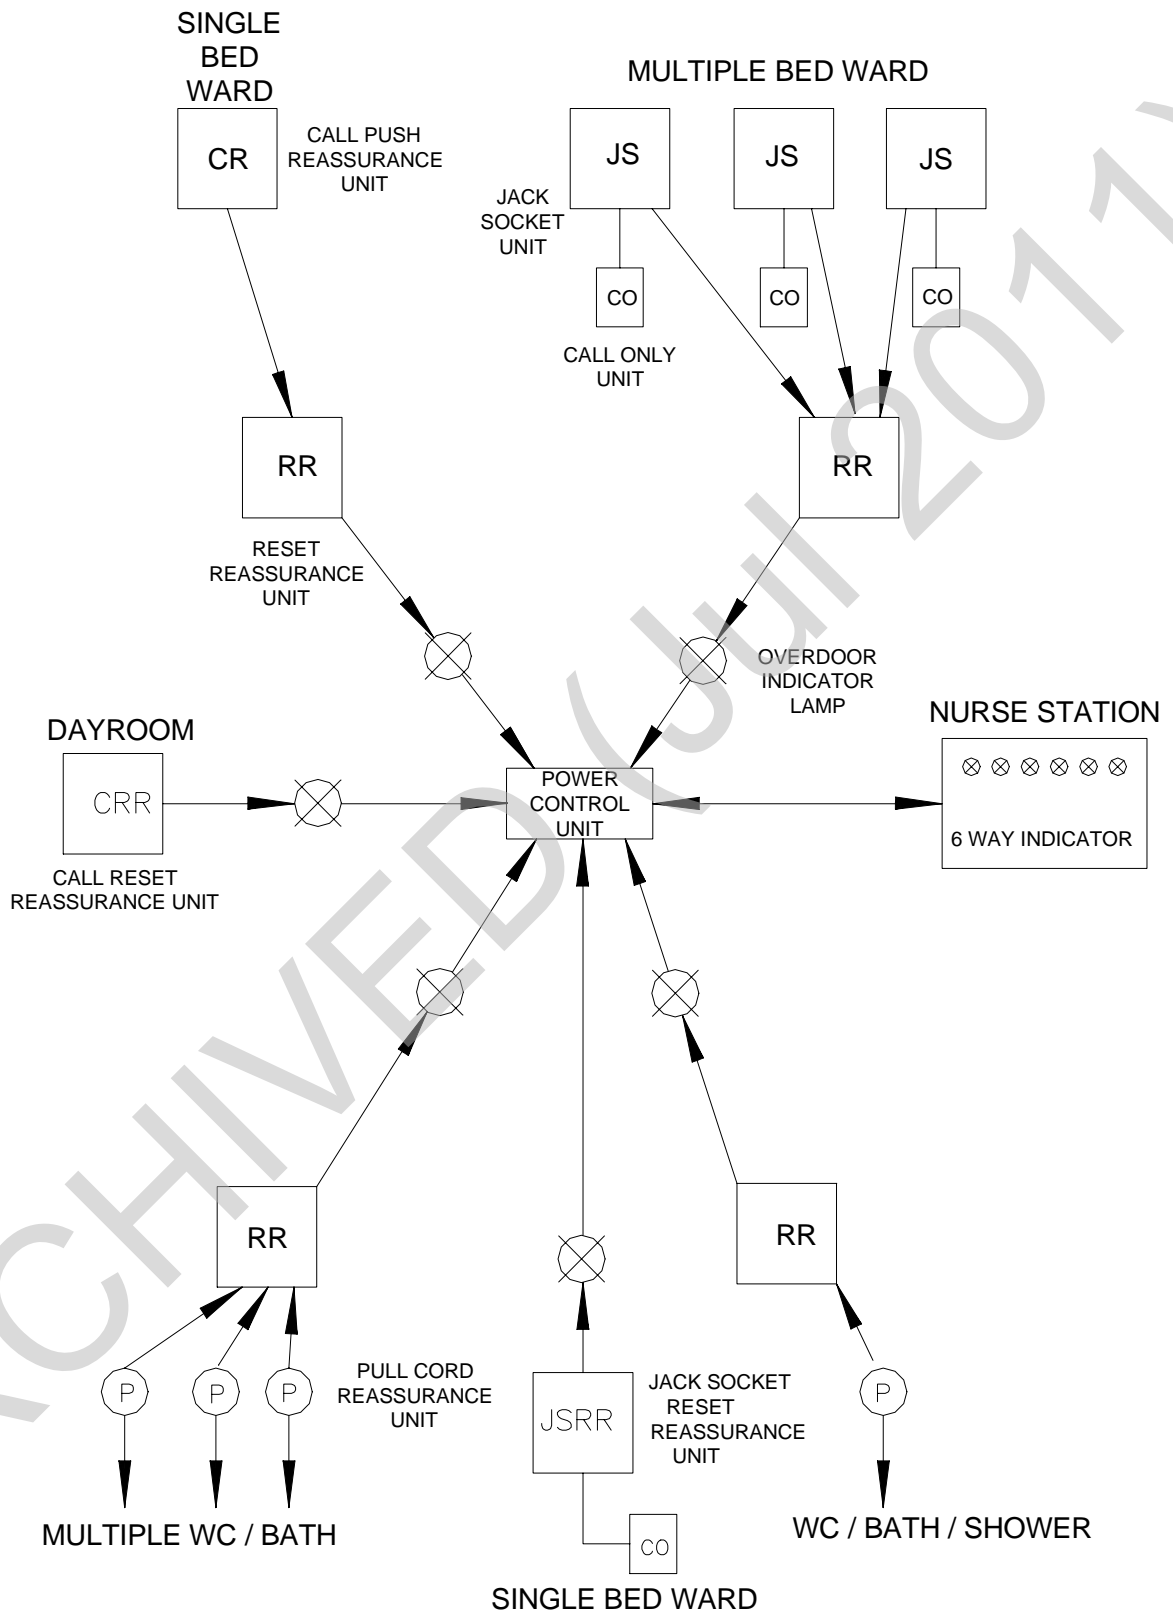 SINGLE
BED
WARD
CR
CALL PUSH
REASSURANCE
UNIT
MULTIPLE BED WARD
JS
JS
JS
JACK
SOCKET
UNIT
CO
CO
CO
CALL ONLY
UNIT
RR
RR
RESET
REASSURANCE
UNIT
OVERDOOR
INDICATOR
LAMP
DAYROOM
CRR
CALL RESET
REASSURANCE UNIT
POWER
CONTROL
UNIT
NURSE STATION
6 WAY INDICATOR
RR
RR
P
P
P
PULL CORD
REASSURANCE
UNIT
JSRR
JACK SOCKET
RESET
REASSURANCE
UNIT
P
MULTIPLE WC / BATH
CO
SINGLE BED WARD
WC / BATH / SHOWER
CHIVED (Jul 2011)